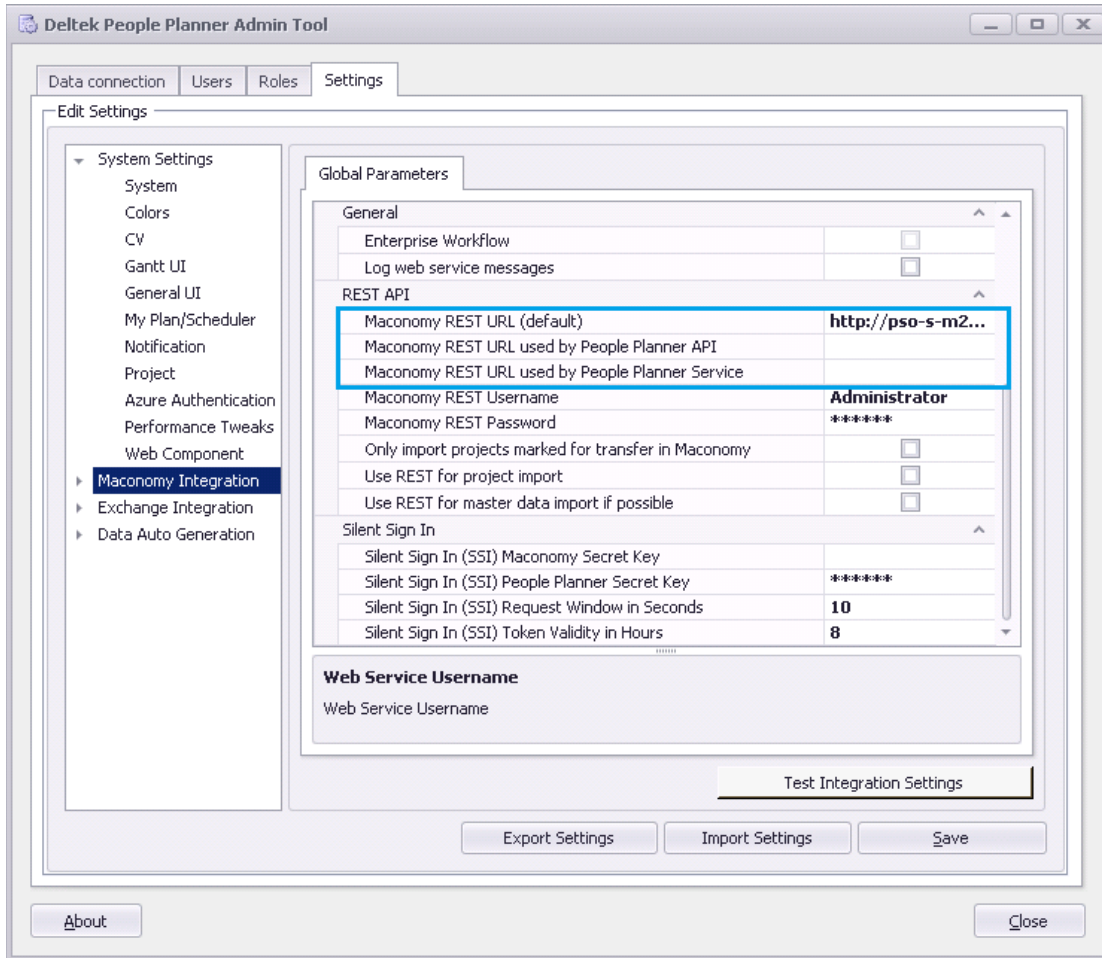 Deltek People Planner Admin Tool
Data connection Users Roles Settings
Edit Settings
System Settings
System
Colors
CV
Gantt UI
General UI
My Plan/Scheduler
Notification
Project
Azure Authentication
Performance Tweaks
Web Component
Maconomy Integration
Exchange Integration
Data Auto Generation
Global Parameters
General
Enterprise Workflow
Log web service messages
REST API
Maconomy REST URL (default) http://pso-s-m2...
Maconomy REST URL used by People Planner API
Maconomy REST URL used by People Planner Service
Maconomy REST Username Administrator
Maconomy REST Password ******
Only import projects marked for transfer in Maconomy
Use REST for project import
Use REST for master data import if possible
Silent Sign In
Silent Sign In (SSI) Maconomy Secret Key
Silent Sign In (SSI) People Planner Secret Key ******
Silent Sign In (SSI) Request Window in Seconds 10
Silent Sign In (SSI) Token Validity in Hours 8
Web Service Username
Web Service Username
Test Integration Settings
Export Settings Import Settings Save
About Close